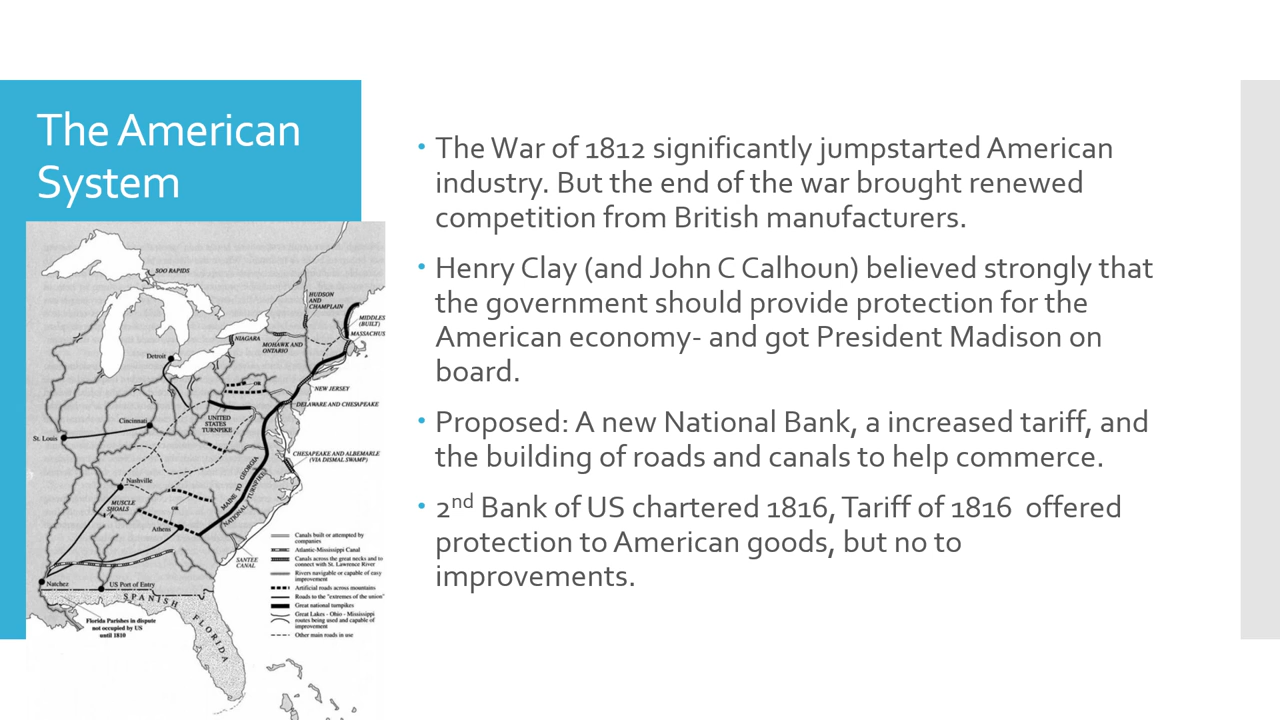 The American
System
• The War of 1812 significantly jumpstarted American
industry. But the end of the war brought renewed
competition from British manufacturers.
• Henry Clay (and John C Calhoun) believed strongly that
the government should provide protection for the
American economy- and got President Madison on
board.
• Proposed: A new National Bank, a increased tariff, and
the building of roads and canals to help commerce.
• 2nd Bank of US chartered 1816, Tariff of 1816 offered
protection to American goods, but no to
improvements.
SOO RAPIDS
HUDSON
AND
CHAMPLAIN
MIDDLES
(BUILT)
MASSACHUS
NIAGARA
MOHAWK AND
ONTARIO
Detroit
OR
NEW JERSEY
DELAWARE AND CHESAPEAKE
UNITED
STATES
TURNPIKE
Cincinnati
St. Louis
CHESAPEAKE AND ALBEMARLE
(VIA DISMAL SWAMP)
MAINE TO GEORGIA
NATIONAL TURNPIKE
Nashville
MUSCLE
SHOALS
OR
Athens
SANTEE
CANAL
Natchez
US Port of Entry
SPANISH FLORIDA
Florida Parishes in dispute
not occupied by US
until 1810
Canals built or attempted by
companies
Atlantic-Mississippi Canal
Canals across the great necks and to
connect with St. Lawrence River
Rivers navigable or capable of easy
improvement
Artificial roads across mountains
Roads to the "extremes of the union"
Great national turnpikes
Great Lakes - Ohio - Mississippi
routes being used and capable of
improvement
Other main roads in use